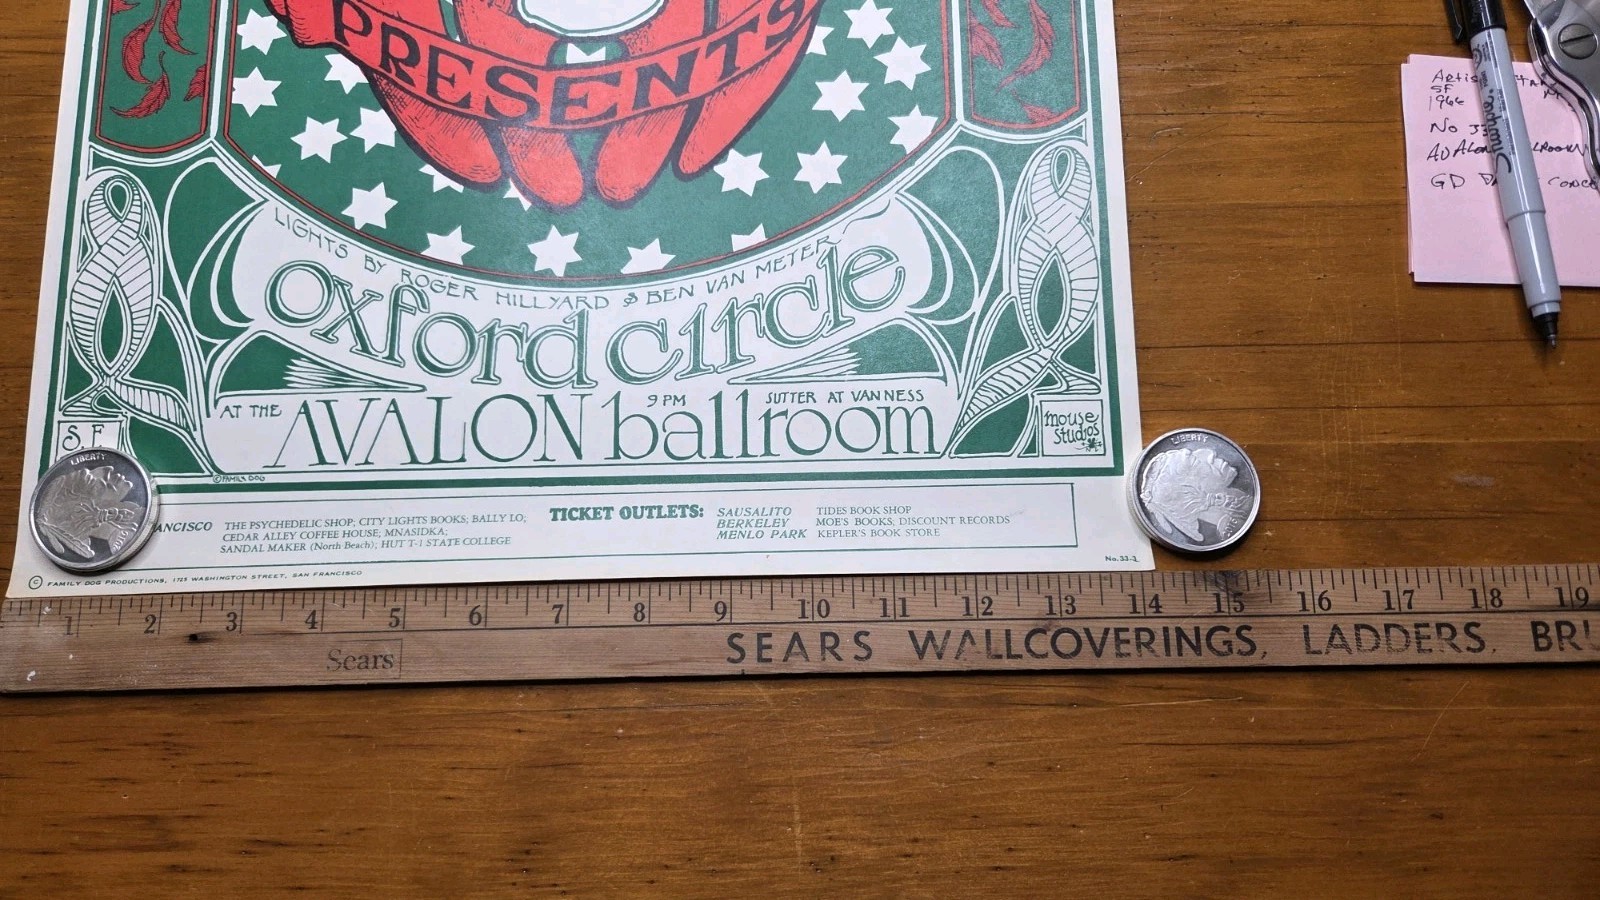 PRESENTS
LIGHTS BY ROGER HILLYARD & BEN VAN METER
oxford circle
AT THE AVALON ballroom
9 PM
SUTTER AT VAN NESS
S.F.
mouse
studios
© FAMILY DOG
ANCISCO
THE PSYCHEDELIC SHOP; CITY LIGHTS BOOKS; BALLY LO;
CEDAR ALLEY COFFEE HOUSE; MNASIDKA;
SANDAL MAKER (North Beach); HUT T-1 STATE COLLEGE
TICKET OUTLETS:
SAUSALITO TIDES BOOK SHOP
BERKELEY MOE'S BOOKS; DISCOUNT RECORDS
MENLO PARK KEPLER'S BOOK STORE
© FAMILY DOG PRODUCTIONS, 1725 WASHINGTON STREET, SAN FRANCISCO
No. 33-2
LIBERTY
LIBERTY
1 2 3 4 5 6 7 8 9 10 11 12 13 14 15 16 17 18 19
Sears
SEARS WALLCOVERINGS, LADDERS, BRU
Sharpie
SF
1966
No
GD